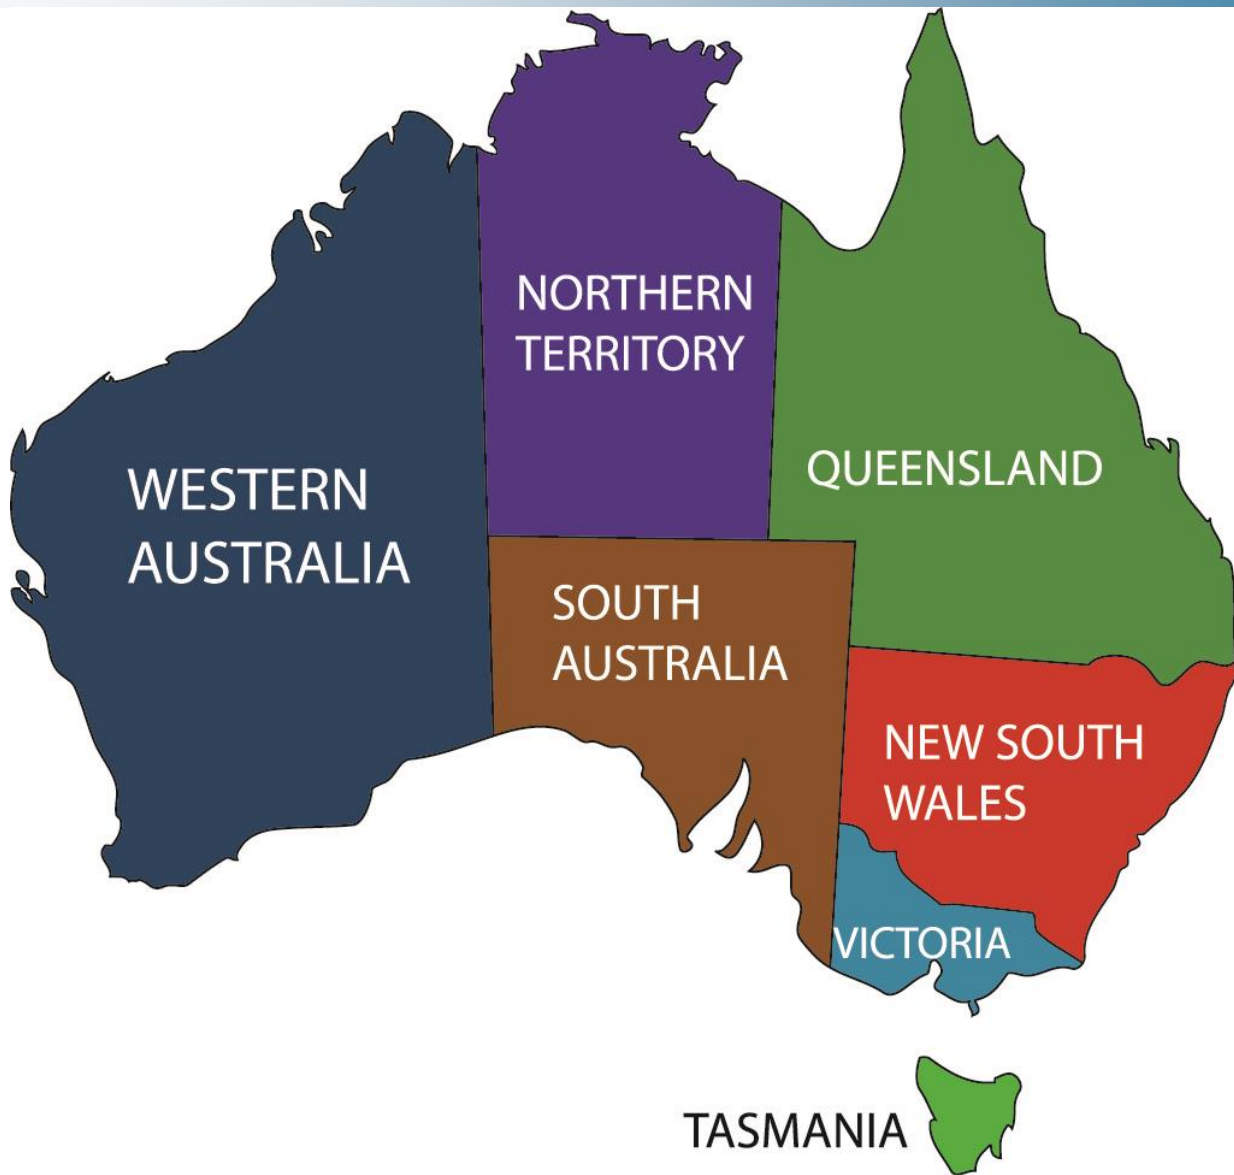 NORTHERN
TERRITORY
QUEENSLAND
WESTERN
AUSTRALIA
SOUTH
AUSTRALIA
NEW SOUTH
WALES
VICTORIA
TASMANIA